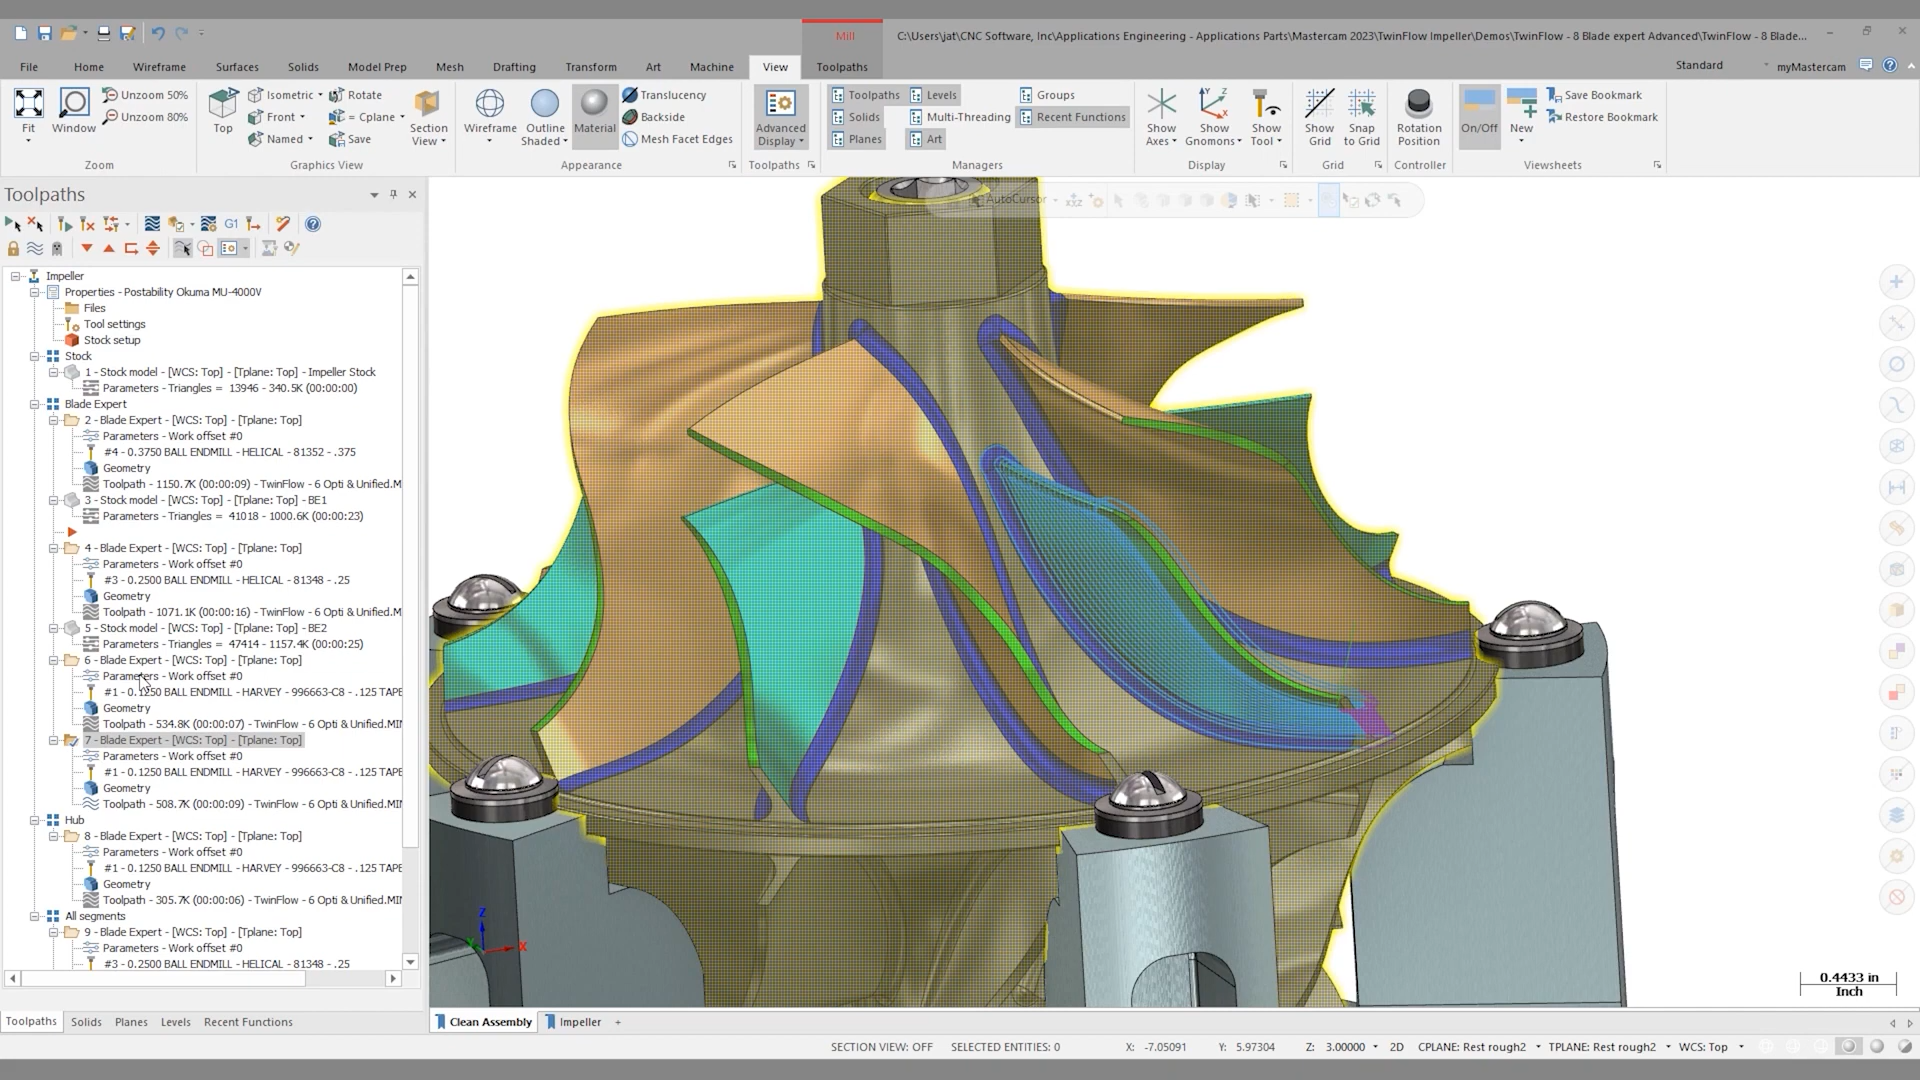 Mill
C:\Users\jat\CNC Software, Inc\Applications Engineering - Applications Parts\Mastercam 2023\TwinFlow Impeller\Demos\TwinFlow - 8 Blade expert Advanced\TwinFlow - 8 Blade...
File Home Wireframe Surfaces Solids Model Prep Mesh Drafting Transform Art Machine View Toolpaths Standard myMastercam
Unzoom 50% Isometric Rotate Translucency Toolpaths Levels Groups Save Bookmark
Unzoom 80% Front = Cplane Backside Solids Multi-Threading Recent Functions Restore Bookmark
Fit Window Top Named Save Section View Wireframe Outline Shaded Material Mesh Facet Edges Advanced Display Planes Art Show Axes Show Gnomons Show Tool Show Grid Snap to Grid Rotation Position On/Off New
Zoom Graphics View Appearance Toolpaths Managers Display Grid Controller Viewsheets
Toolpaths
AutoCursor
G1
Impeller
Properties - Postability Okuma MU-4000V
Files
Tool settings
Stock setup
Stock
1 - Stock model - [WCS: Top] - [Tplane: Top] - Impeller Stock
Parameters - Triangles = 13946 - 340.5K (00:00:00)
Blade Expert
2 - Blade Expert - [WCS: Top] - [Tplane: Top]
Parameters - Work offset #0
#4 - 0.3750 BALL ENDMILL - HELICAL - 81352 - .375
Geometry
Toolpath - 1150.7K (00:00:09) - TwinFlow - 6 Opti & Unified.M
3 - Stock model - [WCS: Top] - [Tplane: Top] - BE1
Parameters - Triangles = 41018 - 1000.6K (00:00:23)
4 - Blade Expert - [WCS: Top] - [Tplane: Top]
Parameters - Work offset #0
#3 - 0.2500 BALL ENDMILL - HELICAL - 81348 - .25
Geometry
Toolpath - 1071.1K (00:00:16) - TwinFlow - 6 Opti & Unified.M
5 - Stock model - [WCS: Top] - [Tplane: Top] - BE2
Parameters - Triangles = 47414 - 1157.4K (00:00:25)
6 - Blade Expert - [WCS: Top] - [Tplane: Top]
Parameters - Work offset #0
#1 - 0.1250 BALL ENDMILL - HARVEY - 996663-C8 - .125 TAPE
Geometry
Toolpath - 534.8K (00:00:07) - TwinFlow - 6 Opti & Unified.MIN
7 - Blade Expert - [WCS: Top] - [Tplane: Top]
Parameters - Work offset #0
#1 - 0.1250 BALL ENDMILL - HARVEY - 996663-C8 - .125 TAPE
Geometry
Toolpath - 508.7K (00:00:09) - TwinFlow - 6 Opti & Unified.MIN
Hub
8 - Blade Expert - [WCS: Top] - [Tplane: Top]
Parameters - Work offset #0
#1 - 0.1250 BALL ENDMILL - HARVEY - 996663-C8 - .125 TAPE
Geometry
Toolpath - 305.7K (00:00:06) - TwinFlow - 6 Opti & Unified.MIN
All segments
9 - Blade Expert - [WCS: Top] - [Tplane: Top]
Parameters - Work offset #0
#3 - 0.2500 BALL ENDMILL - HELICAL - 81348 - .25
Z
X
0.4433 in
Inch
Toolpaths Solids Planes Levels Recent Functions Clean Assembly Impeller +
SECTION VIEW: OFF SELECTED ENTITIES: 0 X: -7.05091 Y: 5.97304 Z: 3.00000 2D CPLANE: Rest rough2 TPLANE: Rest rough2 WCS: Top